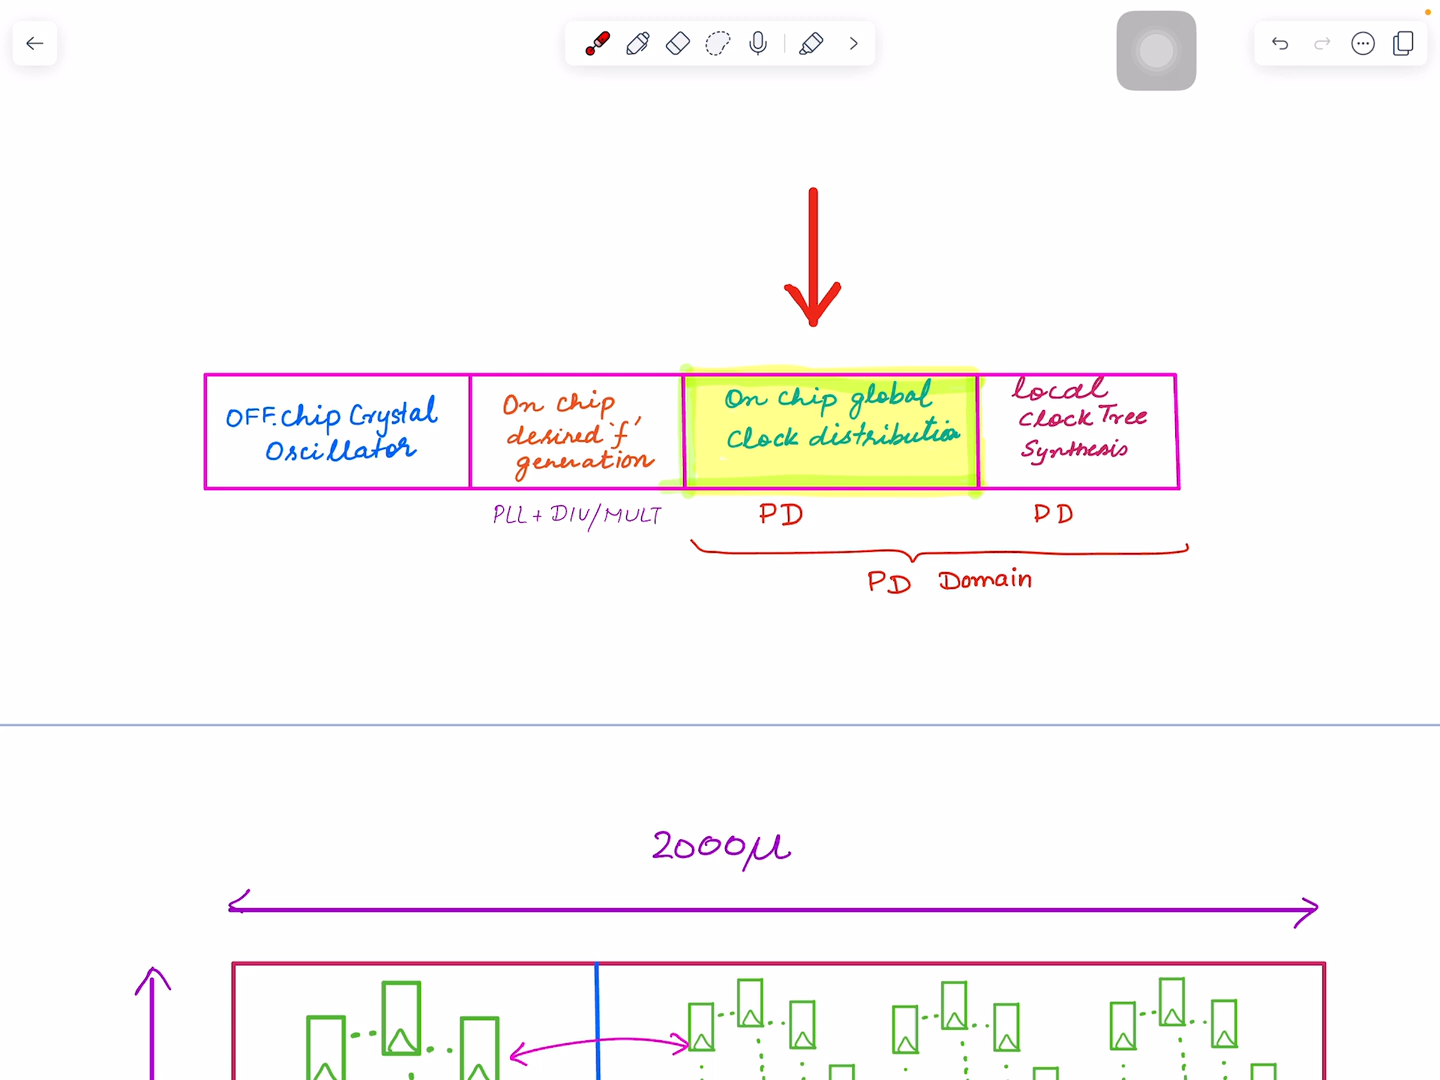 OFF.chip Crystal
Oscillator
On chip
desired 'f'
generation
On chip global
Clock distribution
local
Clock Tree
Synthesis
PLL + DIV/MULT
PD
PD
PD Domain
2000μ